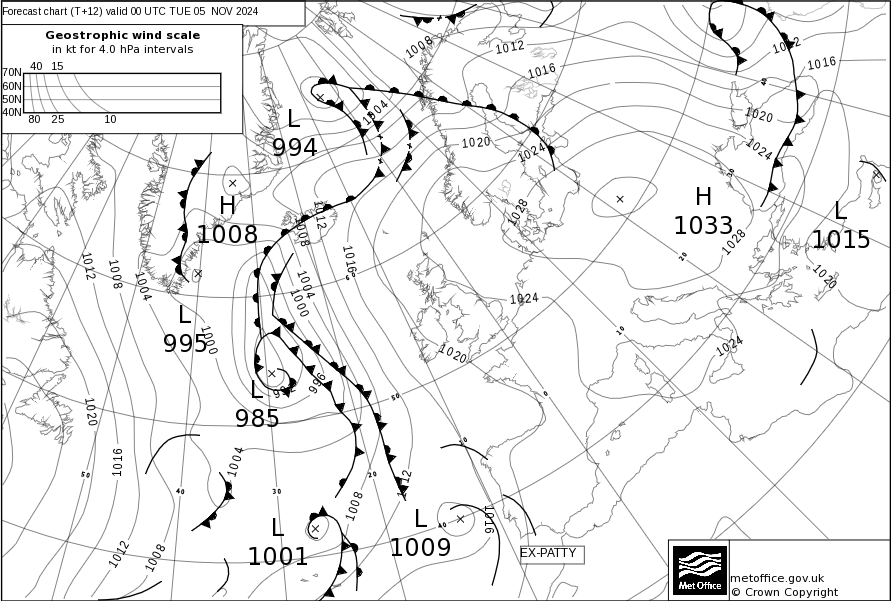 Forecast chart (T+12) valid 00 UTC TUE 05 NOV 2024
Geostrophic wind scale
in kt for 4.0 hPa intervals
40 15
70N
60N
50N
40N
80 25 10
1008
1012
1012
1016
1016
L
994
1004
1020
1020
1024
1024
H
1008
1012
1008
1028
H
1033
1028
L
1015
1012
1008
1004
1016
1004
1000
1020
L
995
1000
1024
1020
1024
L
985
992
996
1020
1016
1004
1012
1008
1016
1012
1008
L
1001
L
1009
EX-PATTY
50
40
30
20
10
40
50
0
10
20
30
40
Met Office
metoffice.gov.uk
© Crown Copyright